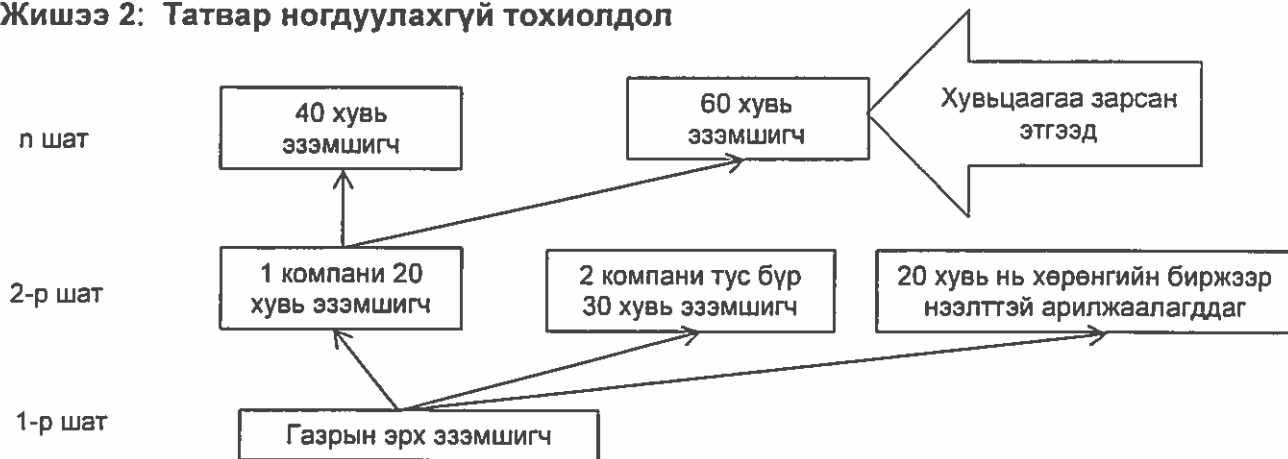 Жишээ 2: Татвар ногдуулахгүй тохиолдол
n шат
40 хувь
эзэмшигч
60 хувь
эзэмшигч
Хувьцаагаа зарсан
этгээд
2-р шат
1 компани 20
хувь эзэмшигч
2 компани тус бүр
30 хувь эзэмшигч
20 хувь нь хөрөнгийн биржээр
нээлттэй арилжаалагддаг
1-р шат
Газрын эрх эзэмшигч